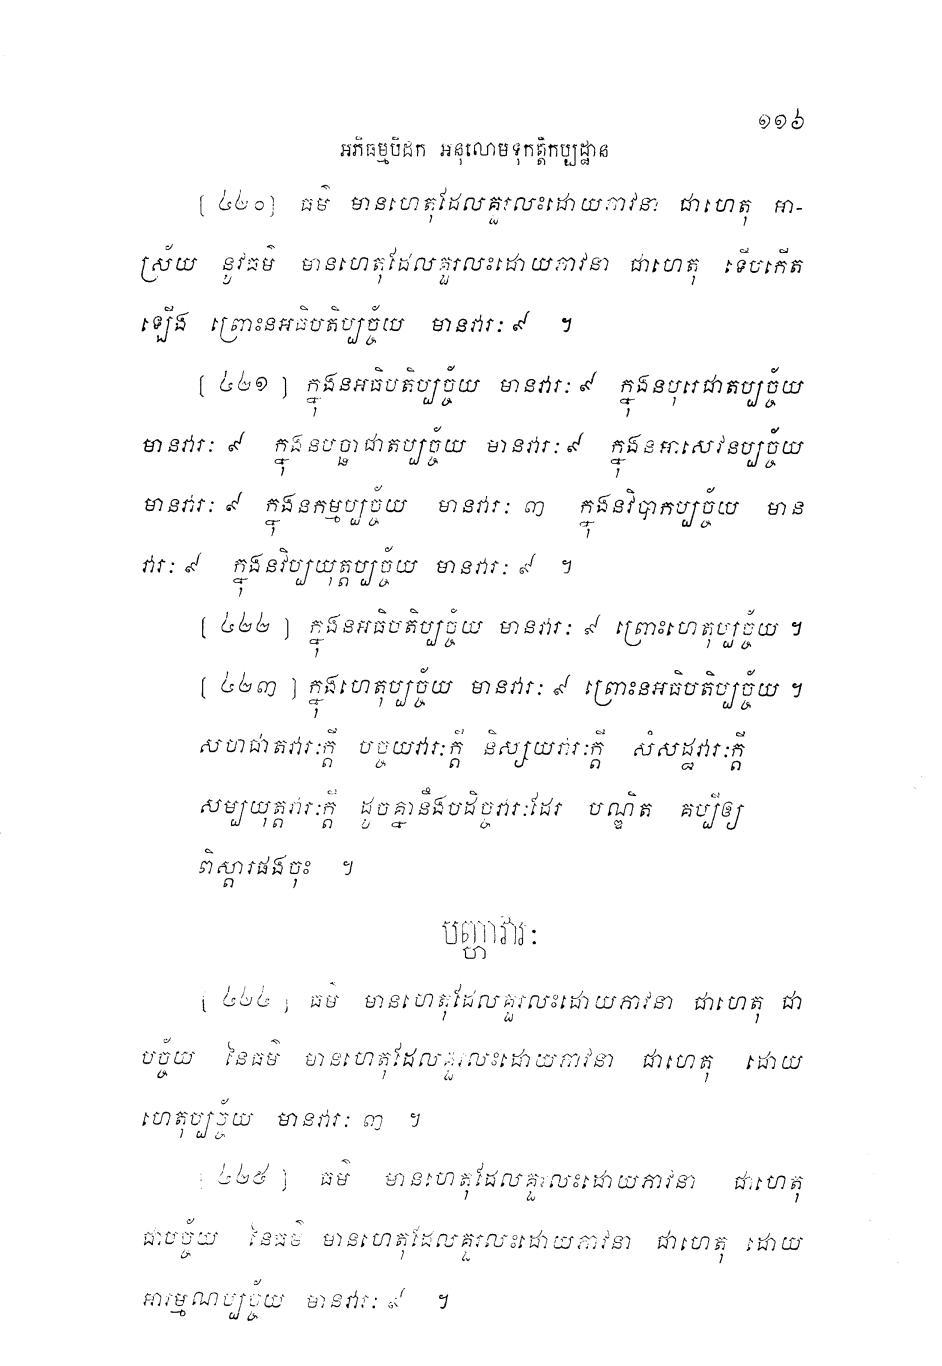 ១១៦
អភិធម្មបិដក អនុលោមទុកត្តិកប្បដ្ឋាន
[ ៤២០] ធម៌ មានហេតុដែលគួរលះដោយភាវនា ជាហេតុ អា-
ស្រ័យ នូវធម៌ មានហេតុដែលគួរលះដោយភាវនា ជាហេតុ ទើបកើត
ឡើង ព្រោះនអធិបតិប្បច្ច័យ មានវារៈ ៩ ។
[ ៤២១ ] ក្នុងនអធិបតិប្បច្ច័យ មានវារៈ ៩ ក្នុងនបុរេជាតប្បច្ច័យ
មានវារៈ ៩ ក្នុងនបច្ឆាជាតប្បច្ច័យ មានវារៈ ៩ ក្នុងនអាសេវនប្បច្ច័យ
មានវារៈ ៩ ក្នុងនកម្មប្បច្ច័យ មានវារៈ ៣ ក្នុងនវិបាកប្បច្ច័យ មាន
វារៈ ៩ ក្នុងនវិប្បយុត្តប្បច្ច័យ មានវារៈ ៩ ។
[ ៤២២ ] ក្នុងនអធិបតិប្បច្ច័យ មានវារៈ ៩ ព្រោះហេតុប្បច្ច័យ ។
[ ៤២៣ ] ក្នុងហេតុប្បច្ច័យ មានវារៈ ៩ ព្រោះនអធិបតិប្បច្ច័យ ។
សហជាតវារៈក្តី បច្ចយវារៈក្តី និស្សយវារៈក្តី សំសដ្ឋវារៈក្តី
សម្បយុត្តវារៈក្តី ដូចគ្នានឹងបដិច្ចវារៈដែរ បណ្ឌិត គប្បីឲ្យ
ពិស្តារផងចុះ ។
បញ្ហាវារៈ
[ ៤២៤ ] ធម៌ មានហេតុដែលគួរលះដោយភាវនា ជាហេតុ ជា
បច្ច័យ នៃធម៌ មានហេតុដែលគួរលះដោយភាវនា ជាហេតុ ដោយ
ហេតុប្បច្ច័យ មានវារៈ ៣ ។
[ ៤២៥ ] ធម៌ មានហេតុដែលគួរលះដោយភាវនា ជាហេតុ
ជាបច្ច័យ នៃធម៌ មានហេតុដែលគួរលះដោយភាវនា ជាហេតុ ដោយ
អារម្មណប្បច្ច័យ មានវារៈ ៩ ។